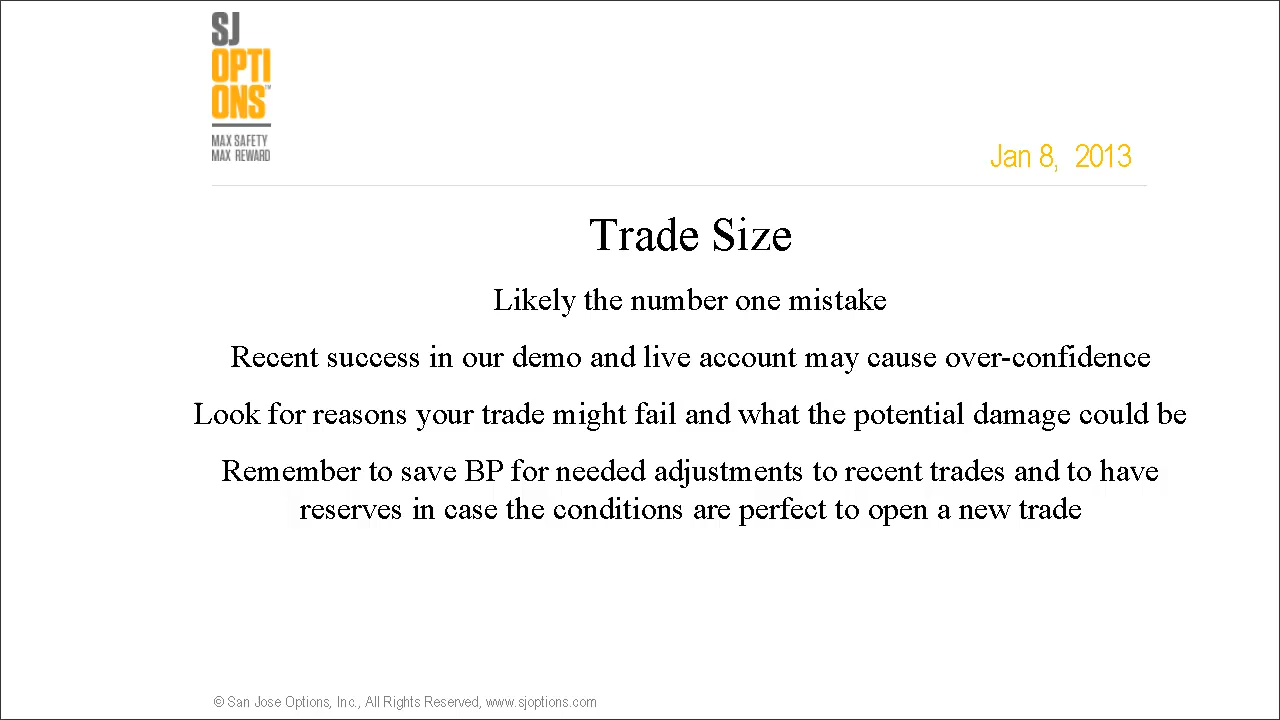 SJ
OPTI
ONS™
MAX SAFETY
MAX REWARD
Jan 8,  2013
Trade Size
Likely the number one mistake
Recent success in our demo and live account may cause over-confidence
Look for reasons your trade might fail and what the potential damage could be
Remember to save BP for needed adjustments to recent trades and to have
reserves in case the conditions are perfect to open a new trade
© San Jose Options, Inc., All Rights Reserved, www.sjoptions.com